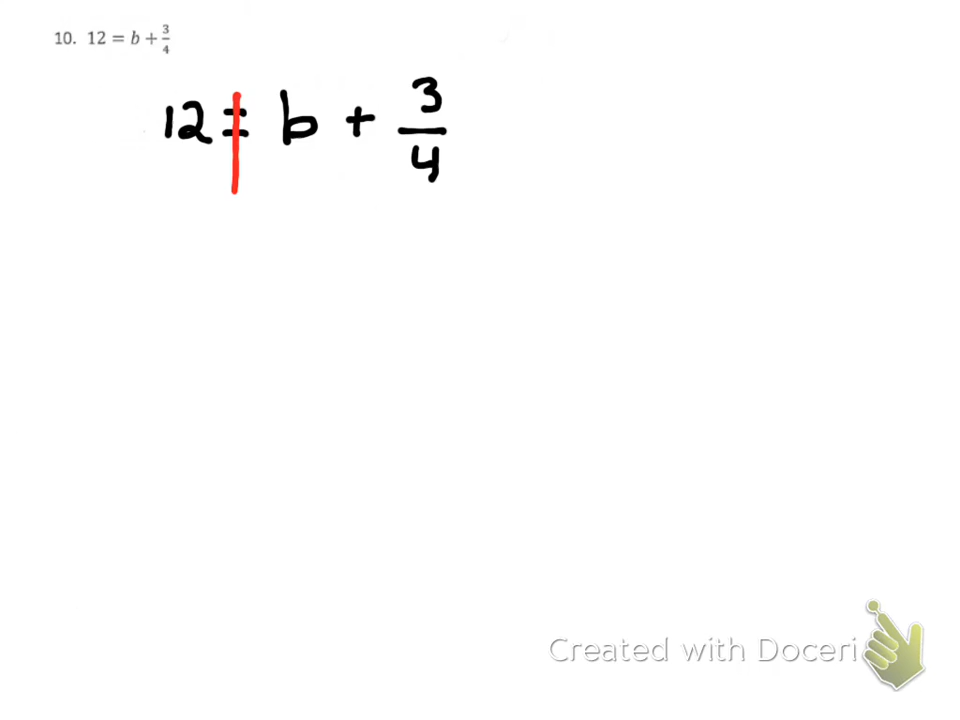 10. 12 = b + 3/4
12 = b + 3/4
Created with Doceri